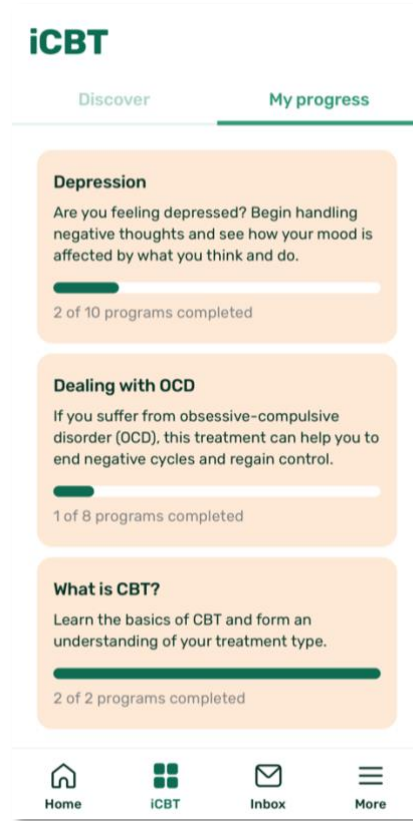 iCBT
Discover
My progress
Depression
Are you feeling depressed? Begin handling
negative thoughts and see how your mood is
affected by what you think and do.
2 of 10 programs completed
Dealing with OCD
If you suffer from obsessive-compulsive
disorder (OCD), this treatment can help you to
end negative cycles and regain control.
1 of 8 programs completed
What is CBT?
Learn the basics of CBT and form an
understanding of your treatment type.
2 of 2 programs completed
Home
iCBT
Inbox
More